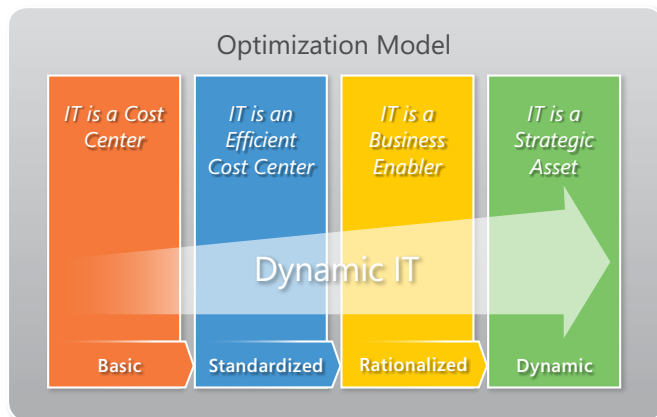 Optimization Model
IT is a Cost
Center
IT is an
Efficient
Cost Center
IT is a
Business
Enabler
IT is a
Strategic
Asset
Dynamic IT
Basic
Standardized
Rationalized
Dynamic